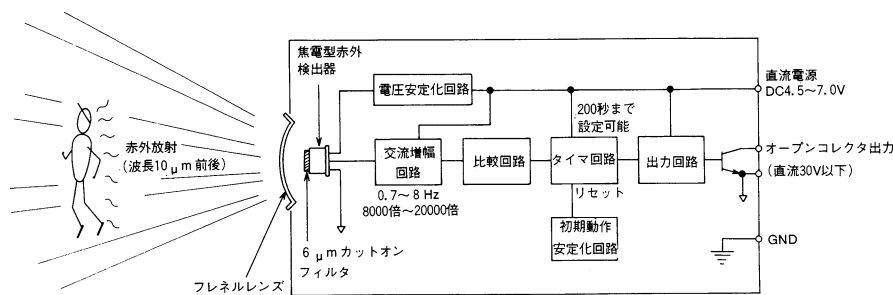 焦電型赤外
検出器
電圧安定化回路
直流電源
DC4.5〜7.0V
200秒まで
設定可能
赤外放射
(波長10μm前後)
交流増幅
回路
比較回路
タイマ回路
出力回路
オープンコレクタ出力
(直流30V以下)
0.7〜8Hz
8000倍〜20000倍
リセット
初期動作
安定化回路
6μmカットオン
フィルタ
フレネルレンズ
GND